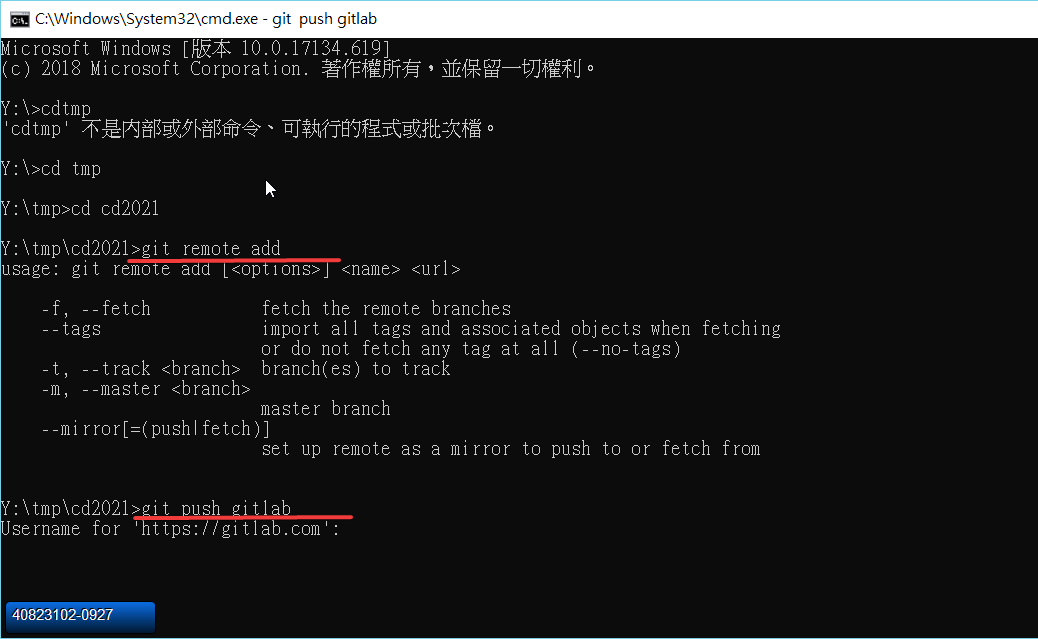 C:\Windows\System32\cmd.exe - git  push gitlab
Microsoft Windows [版本 10.0.17134.619]
(c) 2018 Microsoft Corporation. 著作權所有，並保留一切權利。
Y:\>cdtmp
'cdtmp' 不是內部或外部命令、可執行的程式或批次檔。
Y:\>cd tmp
Y:\tmp>cd cd2021
Y:\tmp\cd2021>git remote add
usage: git remote add [<options>] <name> <url>
-f, --fetch           fetch the remote branches
--tags                import all tags and associated objects when fetching
or do not fetch any tag at all (--no-tags)
-t, --track <branch>  branch(es) to track
-m, --master <branch>
master branch
--mirror[=(push|fetch)]
set up remote as a mirror to push to or fetch from
Y:\tmp\cd2021>git push gitlab
Username for 'https://gitlab.com':
40823102-0927